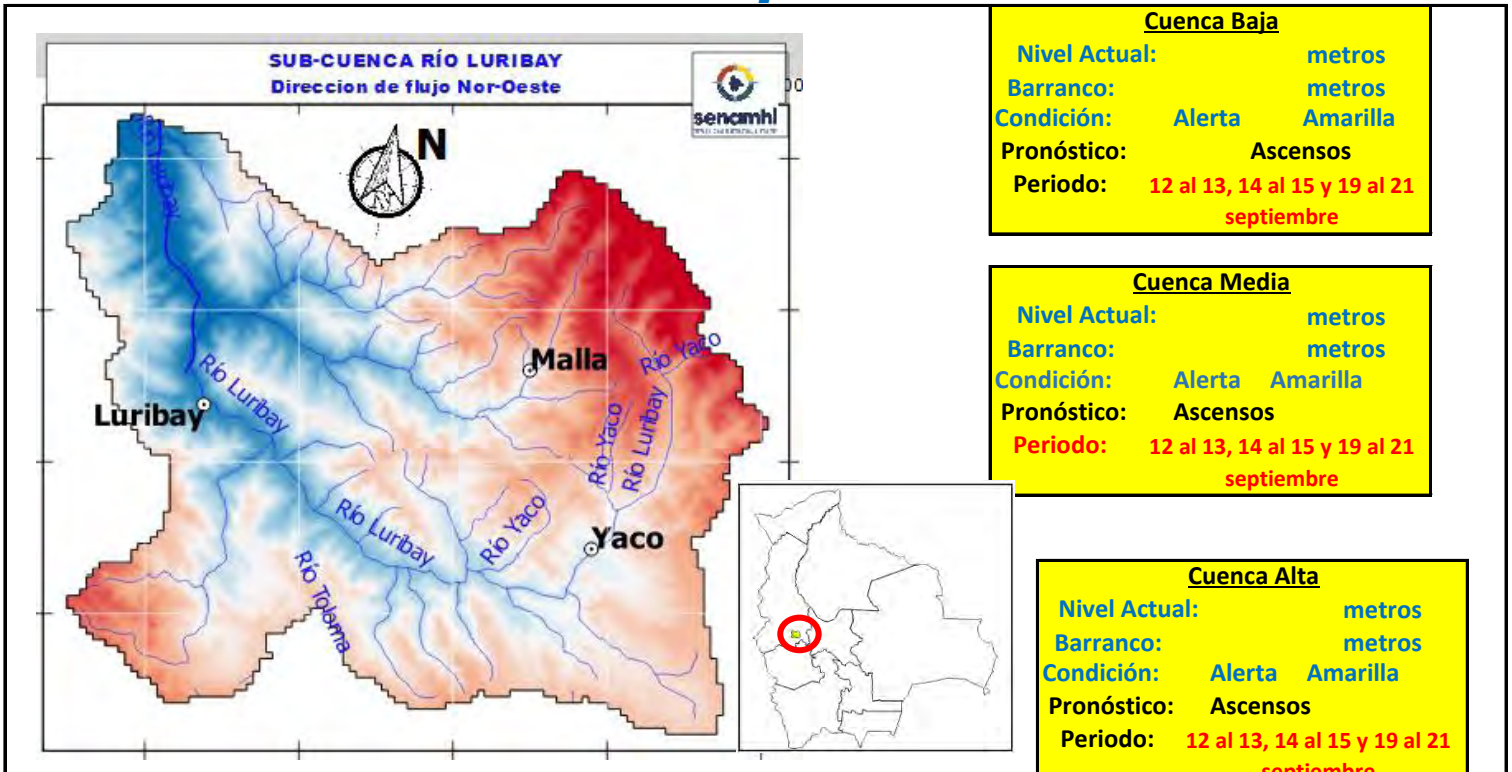 SUB-CUENCA RÍO LURIBAY
Direccion de flujo Nor-Oeste
senamhi
00
N
Malla
Río Yaco
Río Luribay
Luribay
Río Yaco
Río Luribay
Río Luribay
Río Yaco
Yaco
Río Toloma
Cuenca Baja
Nivel Actual: metros
Barranco: metros
Condición: Alerta Amarilla
Pronóstico: Ascensos
Periodo: 12 al 13, 14 al 15 y 19 al 21
septiembre
Cuenca Media
Nivel Actual: metros
Barranco: metros
Condición: Alerta Amarilla
Pronóstico: Ascensos
Periodo: 12 al 13, 14 al 15 y 19 al 21
septiembre
Cuenca Alta
Nivel Actual: metros
Barranco: metros
Condición: Alerta Amarilla
Pronóstico: Ascensos
Periodo: 12 al 13, 14 al 15 y 19 al 21
septiembre